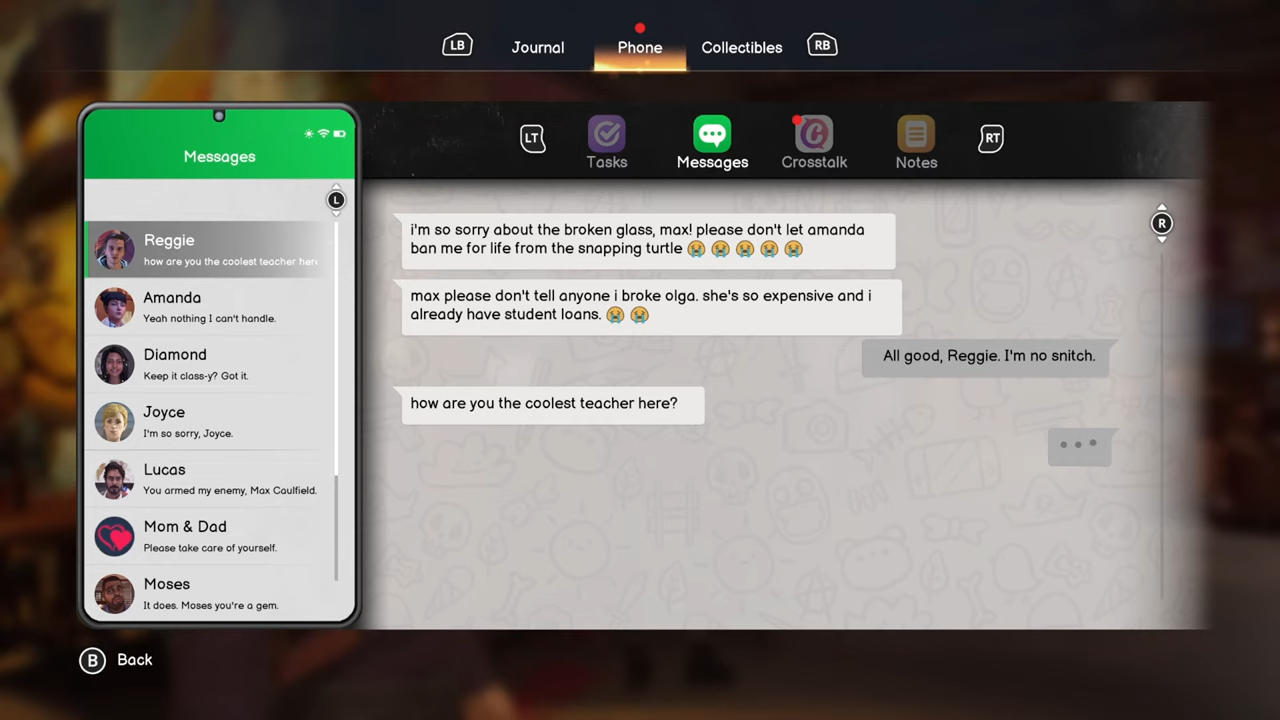 LB
Journal
Phone
Collectibles
RB
Messages
L
Reggie
how are you the coolest teacher here
Amanda
Yeah nothing I can't handle.
Diamond
Keep it class-y? Got it.
Joyce
I'm so sorry, Joyce.
Lucas
You armed my enemy, Max Caulfield.
Mom & Dad
Please take care of yourself.
Moses
It does. Moses you're a gem.
LT
Tasks
Messages
Crosstalk
Notes
RT
R
i'm so sorry about the broken glass, max! please don't let amanda
ban me for life from the snapping turtle 😭 😭 😭 😭 😭
max please don't tell anyone i broke olga. she's so expensive and i
already have student loans. 😭 😭
All good, Reggie. I'm no snitch.
how are you the coolest teacher here?
• • •
B Back